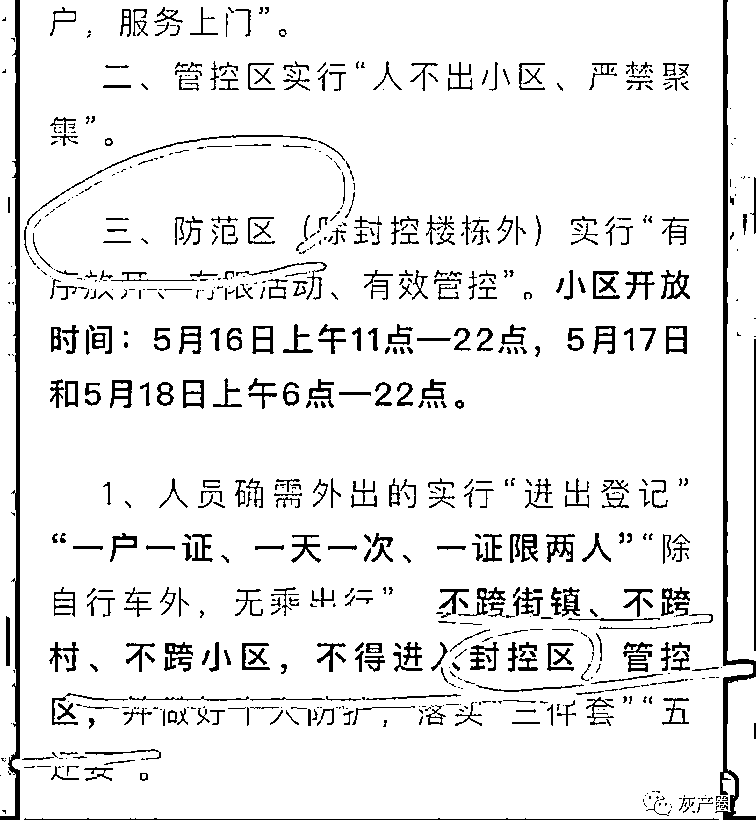 户，服务上门”。
二、管控区实行“人不出小区、严禁聚
集”。
三、防范区（除封控楼栋外）实行“有
序放开、有限活动、有效管控”。小区开放
时间：5月16日上午11点—22点，5月17日
和5月18日上午6点—22点。
1、人员确需外出的实行“进出登记”
“一户一证、一天一次、一证限两人”“除
自行车外，无乘出行” 不跨街镇、不跨
村、不跨小区，不得进入封控区 管控
区，并做好个人防护，落实“三件套”“五
还要”。
灰产圈